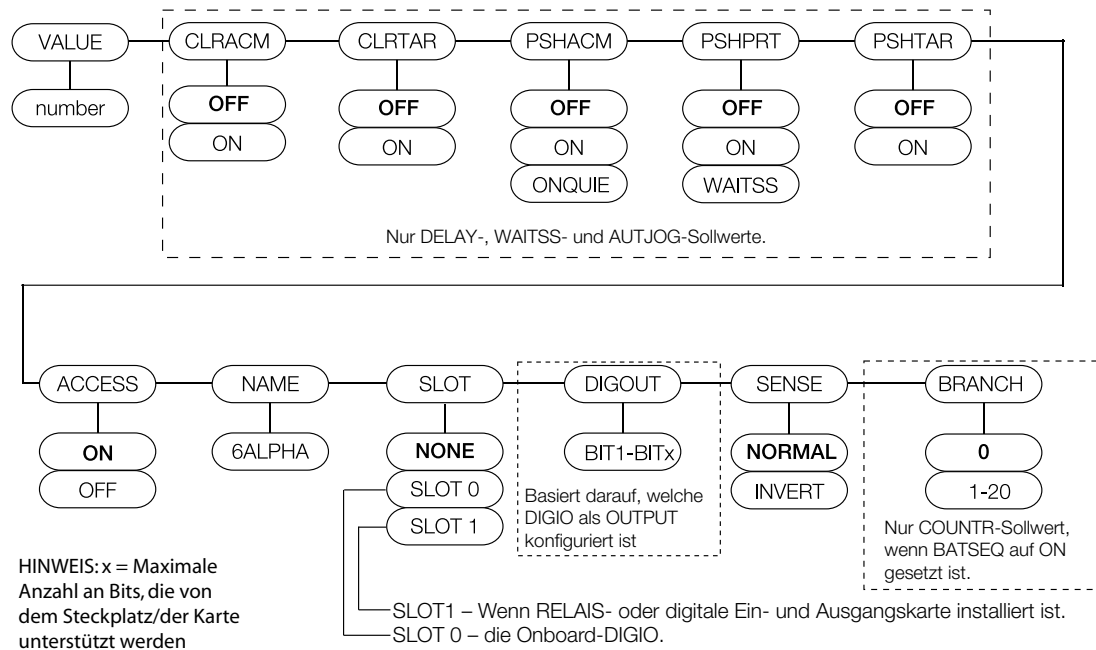 VALUE CLRACM CLRTAR PSHACM PSHPRT PSHTAR
number OFF OFF OFF OFF OFF
ON ON ON ON ON
ONQUIE WAITSS
Nur DELAY-, WAITSS- und AUTJOG-Sollwerte.
ACCESS NAME SLOT DIGOUT SENSE BRANCH
ON 6ALPHA NONE BIT1-BITx NORMAL 0
OFF SLOT 0 INVERT 1-20
SLOT 1
Basiert darauf, welche
DIGIO als OUTPUT
konfiguriert ist
Nur COUNTR-Sollwert,
wenn BATSEQ auf ON
gesetzt ist.
HINWEIS: x = Maximale
Anzahl an Bits, die von
dem Steckplatz/der Karte
unterstützt werden
SLOT1 – Wenn RELAIS- oder digitale Ein- und Ausgangskarte installiert ist.
SLOT 0 – die Onboard-DIGIO.